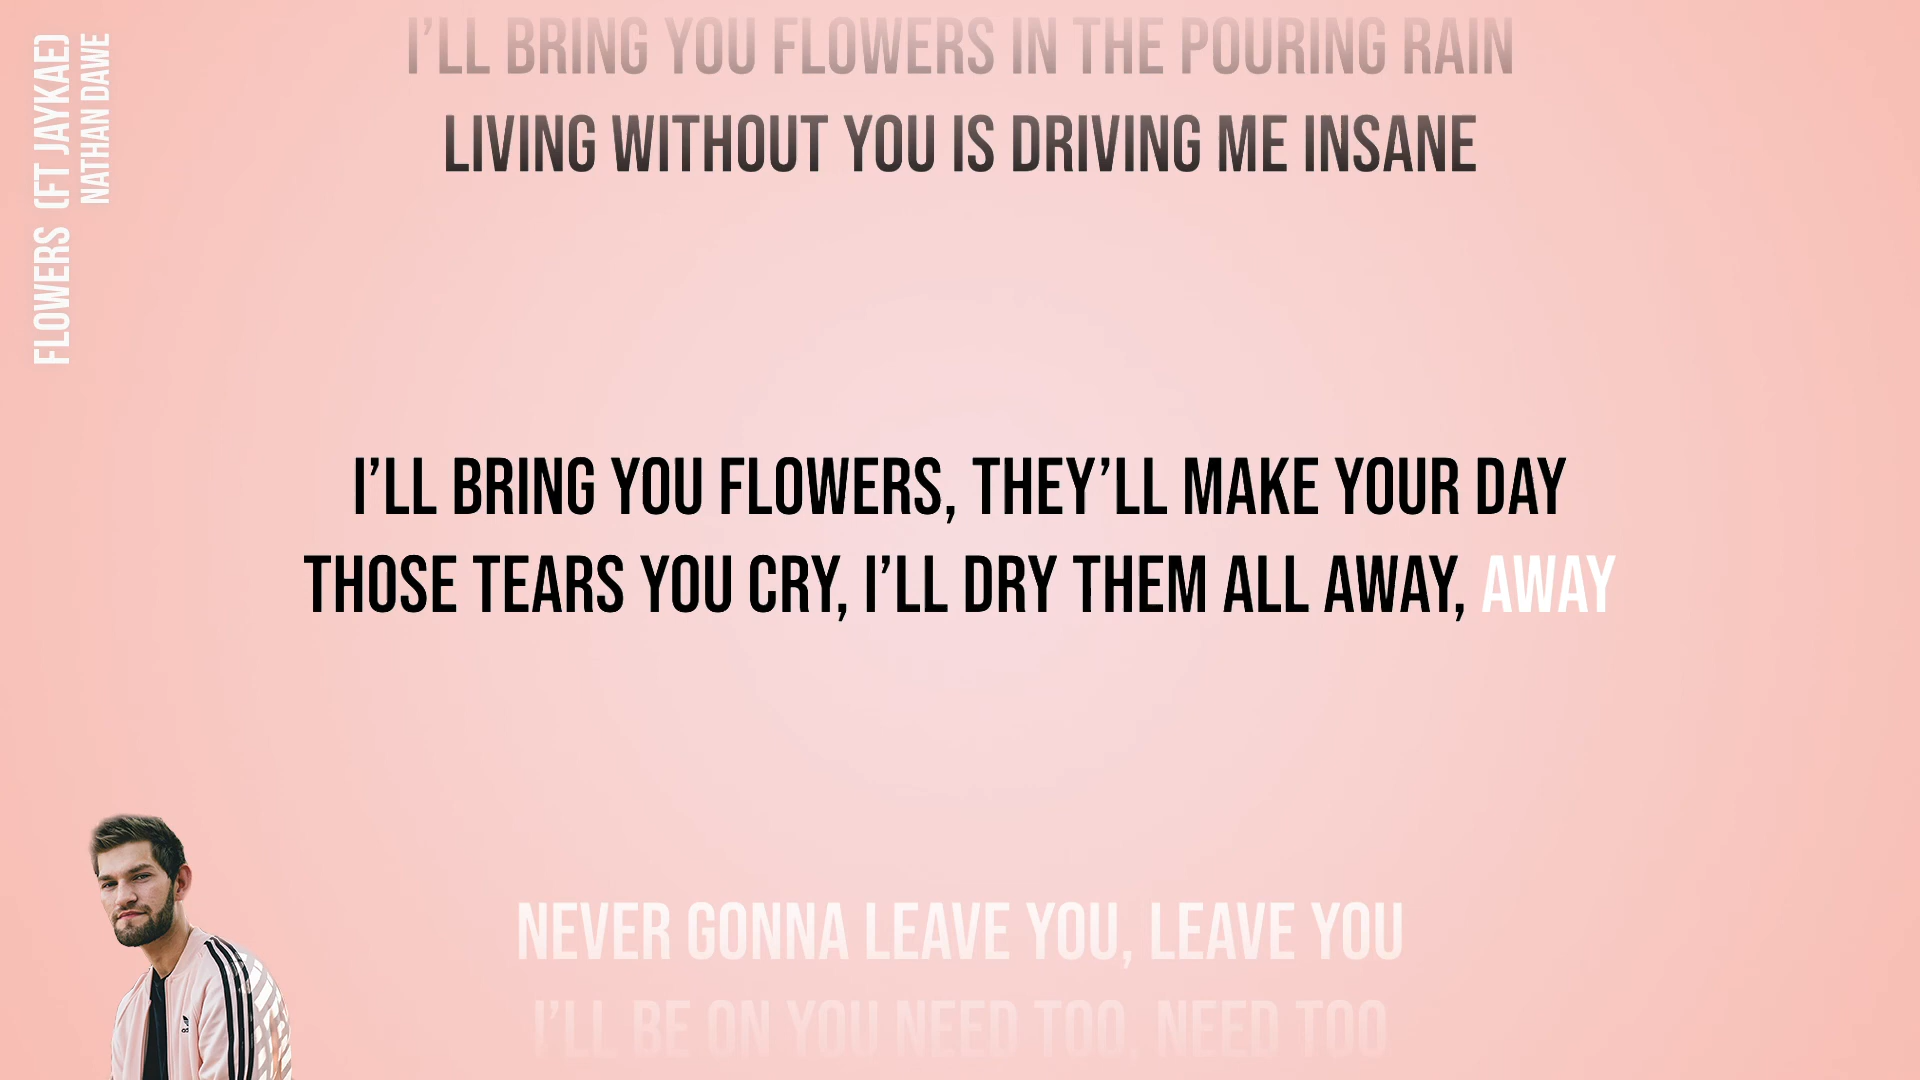 FLOWERS (FT JAYKAE)
NATHAN DAWE
I’LL BRING YOU FLOWERS IN THE POURING RAIN
LIVING WITHOUT YOU IS DRIVING ME INSANE
I’LL BRING YOU FLOWERS, THEY’LL MAKE YOUR DAY
THOSE TEARS YOU CRY, I’LL DRY THEM ALL AWAY, AWAY
NEVER GONNA LEAVE YOU, LEAVE YOU
I’LL BE ON YOU NEED TOO, NEED TOO